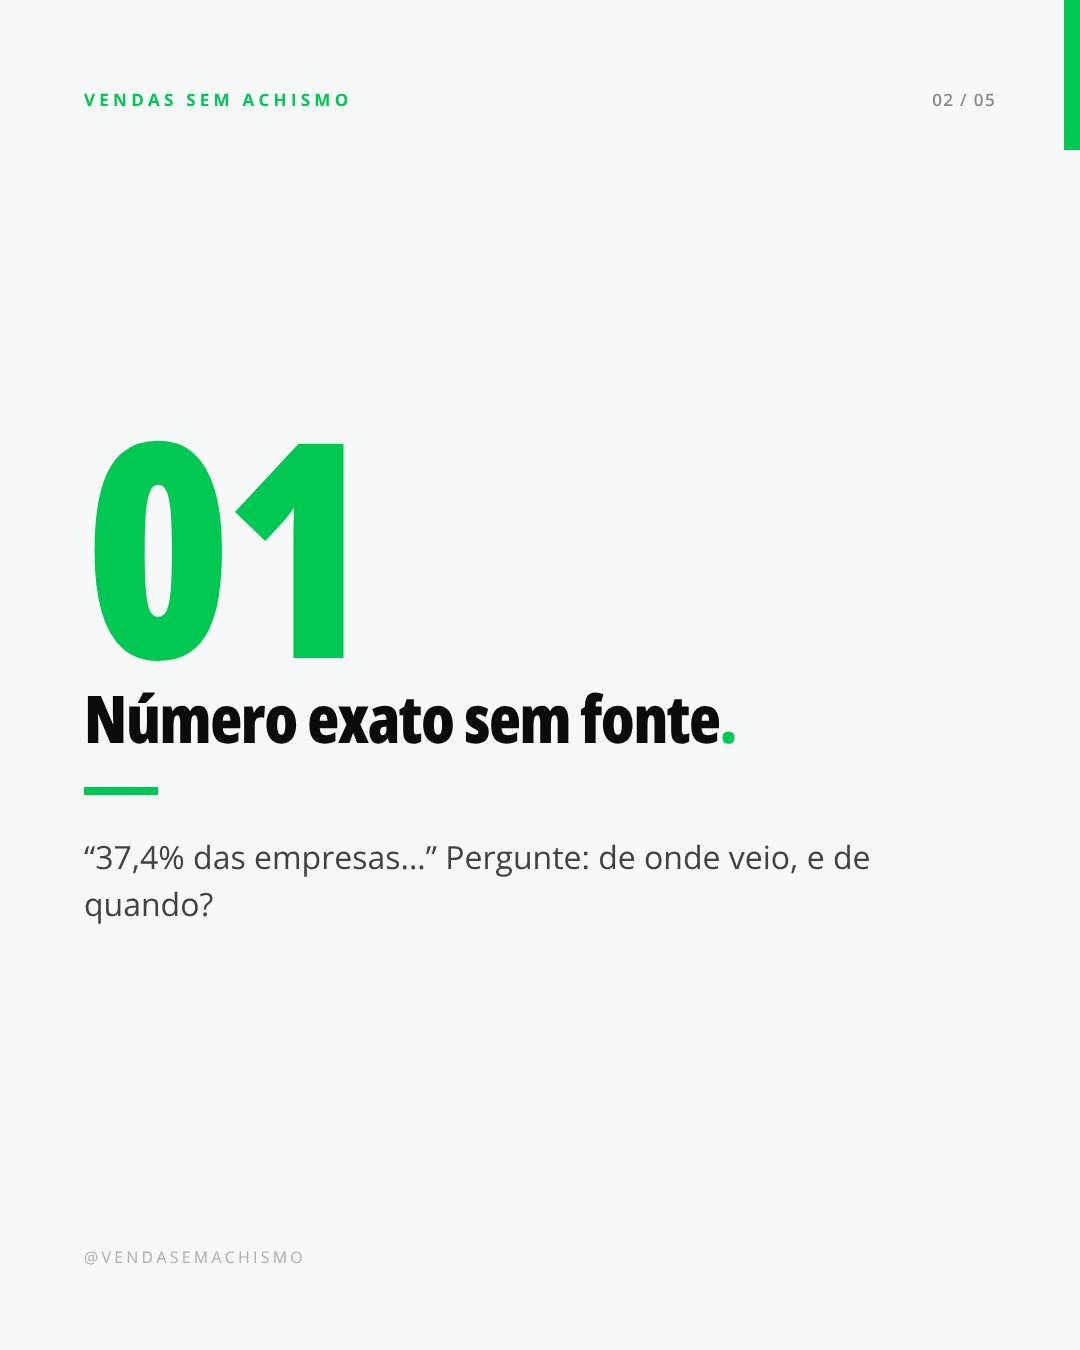 VENDAS SEM ACHISMO
02 / 05
01
Número exato sem fonte.
“37,4% das empresas...” Pergunte: de onde veio, e de
quando?
@VENDASEMACHISMO